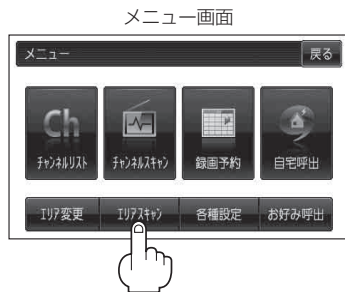 メニュー画面
メニュー 戻る
Ch
チャンネルリスト チャンネルスキャン 録画予約 自宅呼出
エリア変更 エリアスキャン 各種設定 お好み呼出